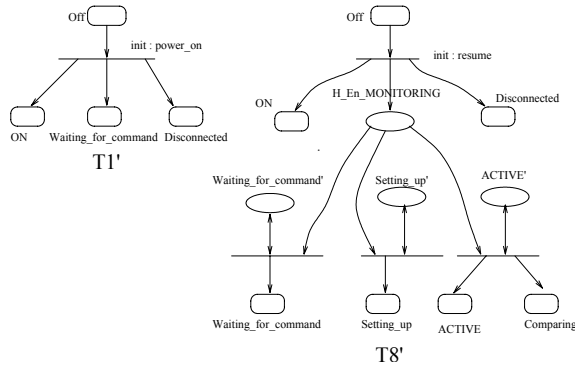 Off
init : power_on
ON
Waiting_for_command
Disconnected
T1'
Off
init : resume
H_En_MONITORING
ON
Disconnected
Waiting_for_command'
Setting_up'
ACTIVE'
Waiting_for_command
Setting_up
ACTIVE
Comparing
T8'